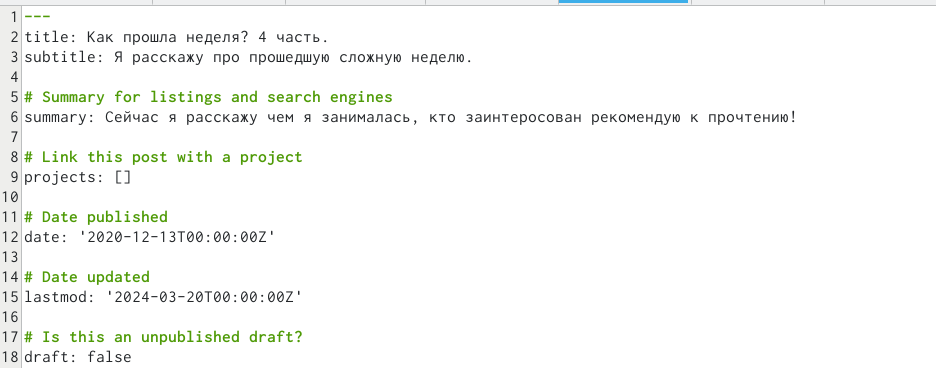 1 ---
2 title: Как прошла неделя? 4 часть.
3 subtitle: Я расскажу про прошедшую сложную неделю.
4
5 # Summary for listings and search engines
6 summary: Сейчас я расскажу чем я занималась, кто заинтеросован рекомендую к прочтению!
7
8 # Link this post with a project
9 projects: []
10
11 # Date published
12 date: '2020-12-13T00:00:00Z'
13
14 # Date updated
15 lastmod: '2024-03-20T00:00:00Z'
16
17 # Is this an unpublished draft?
18 draft: false